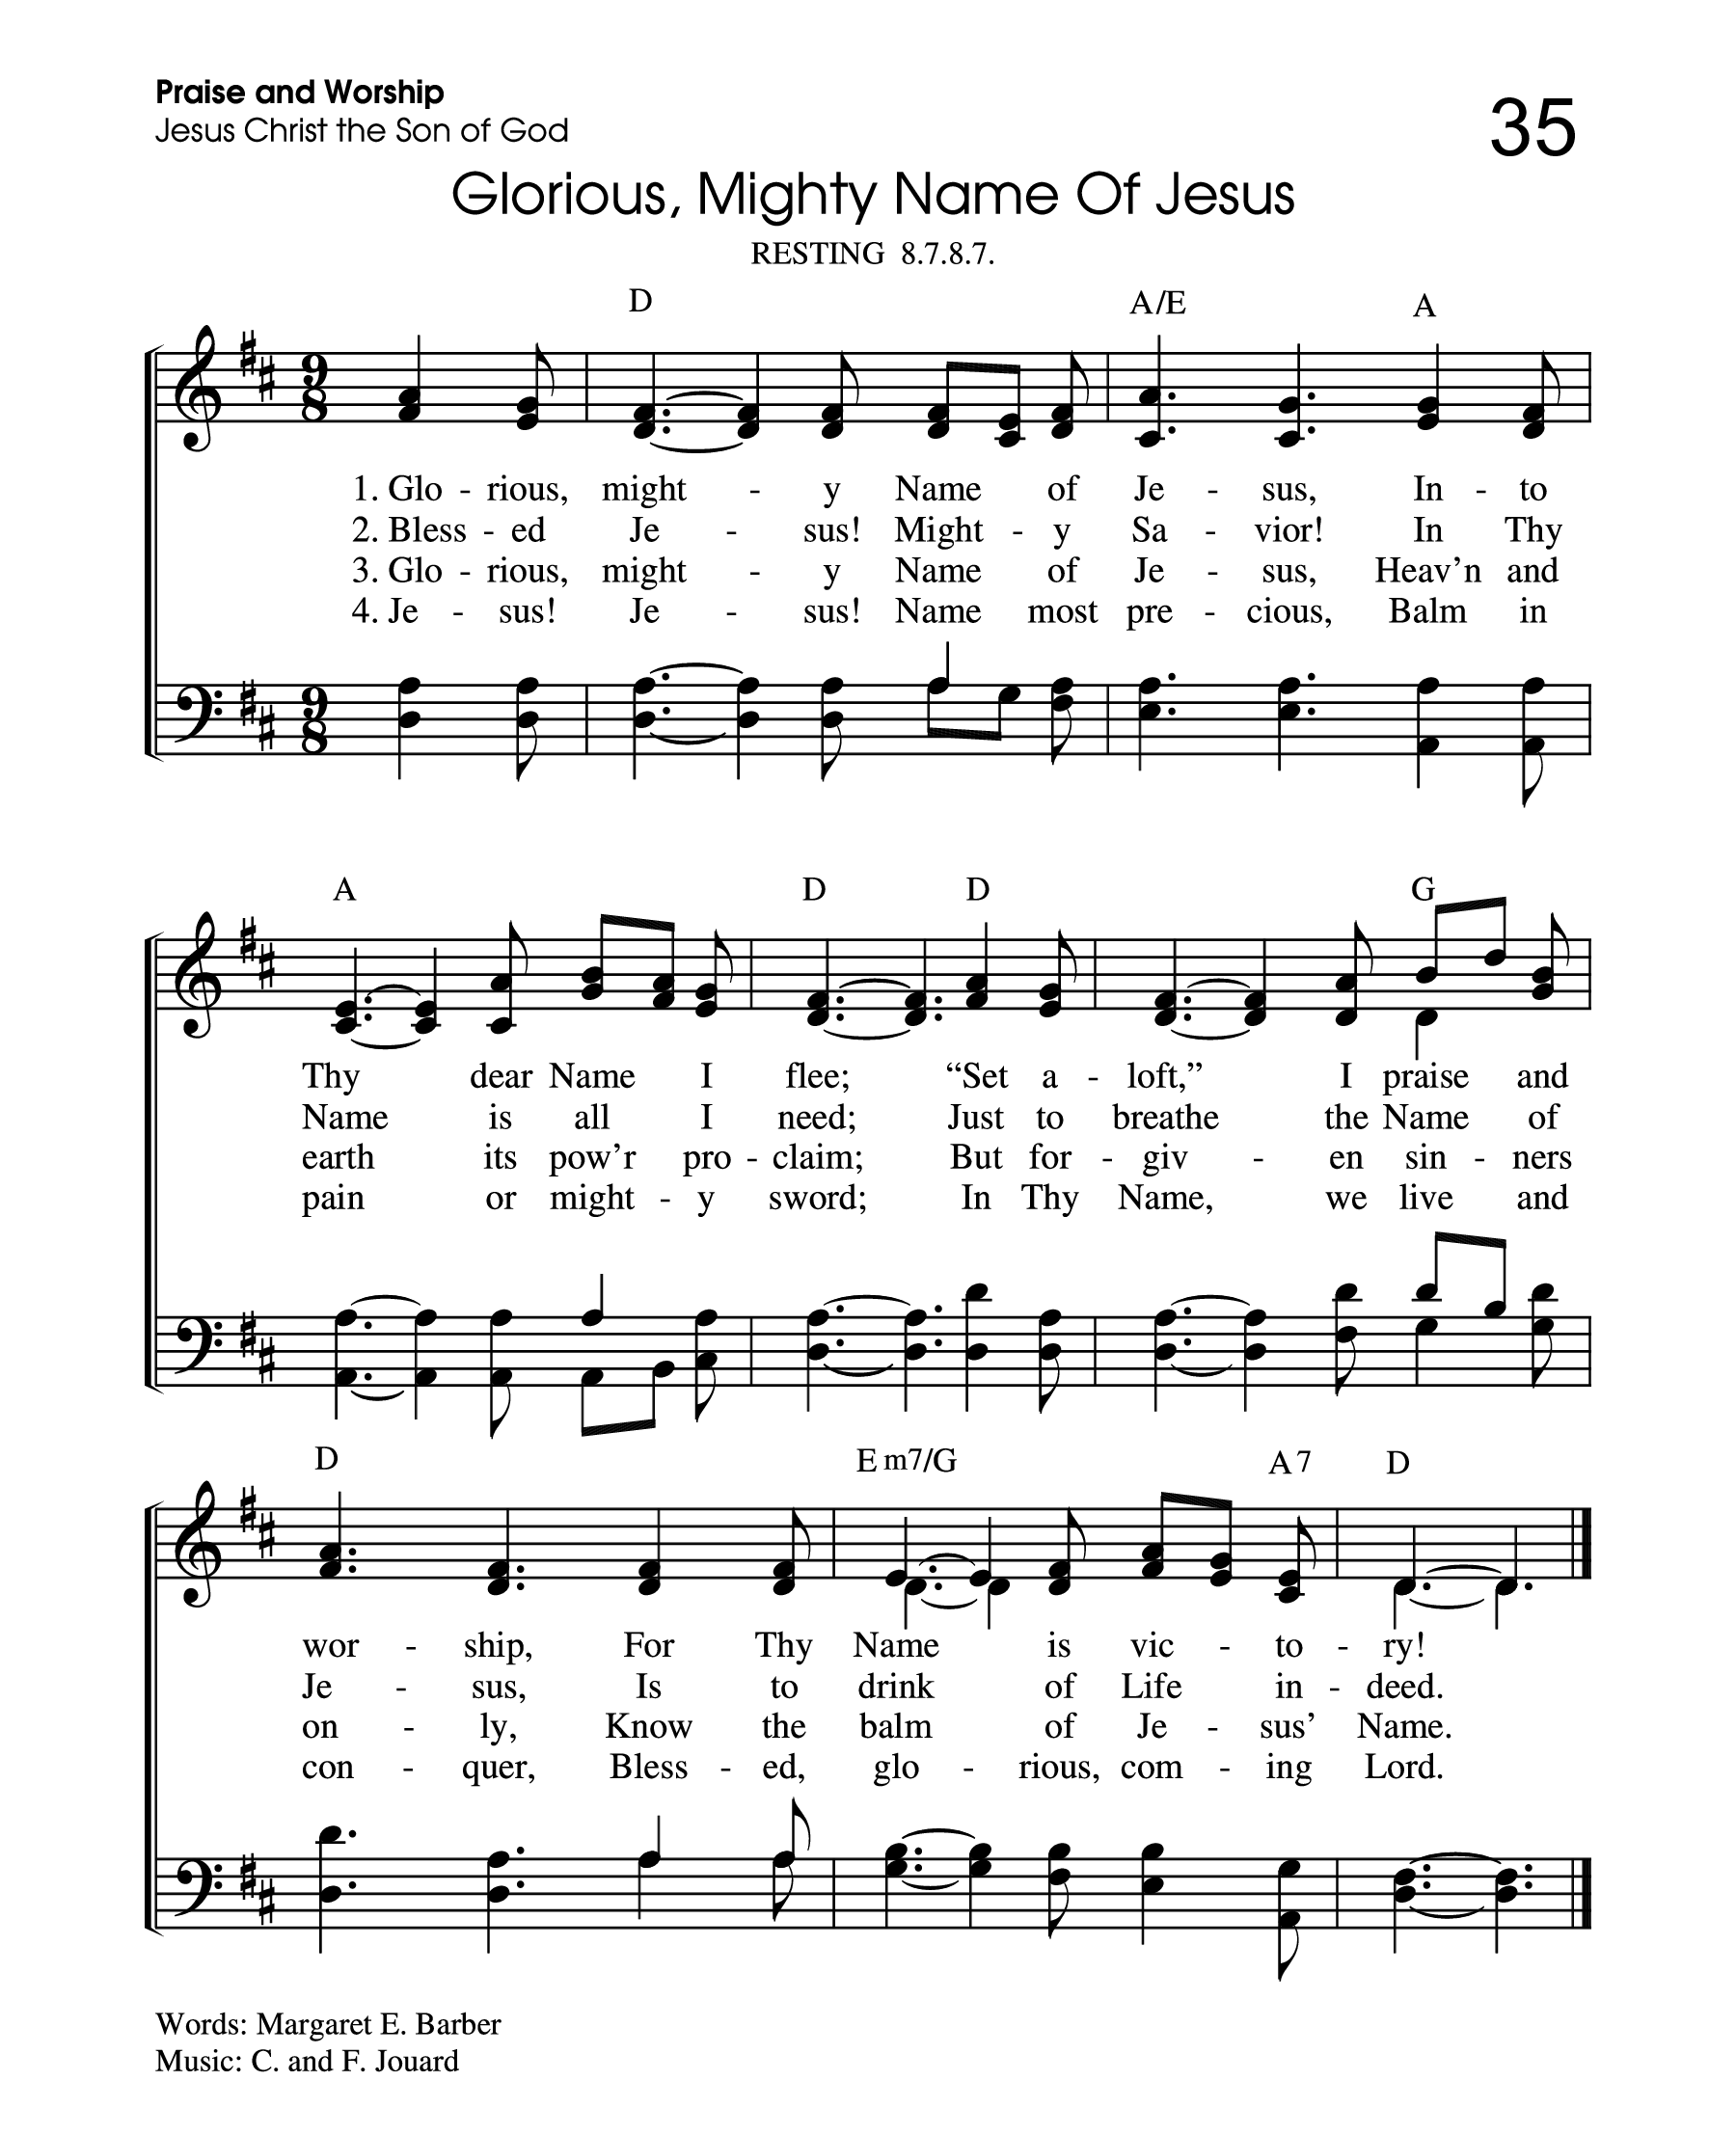 Praise and Worship
Jesus Christ the Son of God
35
Glorious, Mighty Name Of Jesus
RESTING 8.7.8.7.
D A/E A
9 8
1. Glo - rious, might - y Name of Je - sus, In - to
2. Bless - ed Je - sus! Might - y Sa - vior! In Thy
3. Glo - rious, might - y Name of Je - sus, Heav’n and
4. Je - sus! Je - sus! Name most pre - cious, Balm in
9 8
A D D G
Thy dear Name I flee; “Set a - loft,” I praise and
Name is all I need; Just to breathe the Name of
earth its pow’r pro - claim; But for - giv - en sin - ners
pain or might - y sword; In Thy Name, we live and
D Em7/G A7 D
wor - ship, For Thy Name is vic - to - ry!
Je - sus, Is to drink of Life in - deed.
on - ly, Know the balm of Je - sus’ Name.
con - quer, Bless - ed, glo - rious, com - ing Lord.
Words: Margaret E. Barber
Music: C. and F. Jouard